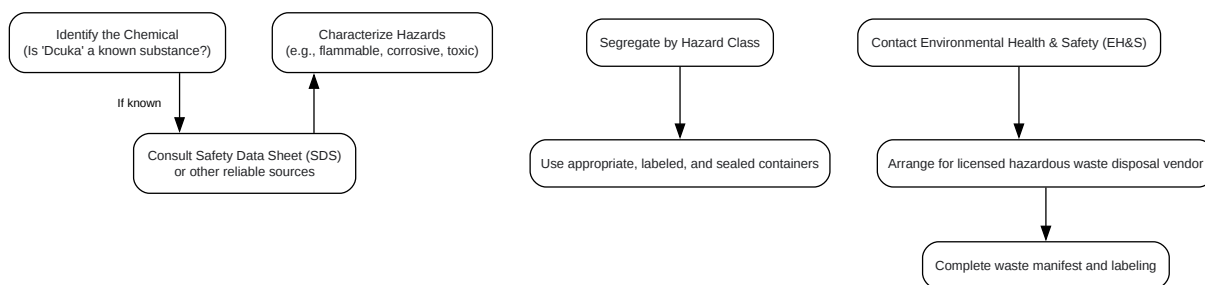 Identify the Chemical
(Is 'Dcuka' a known substance?)
Characterize Hazards
(e.g., flammable, corrosive, toxic)
If known
Consult Safety Data Sheet (SDS)
or other reliable sources
Segregate by Hazard Class
Use appropriate, labeled, and sealed containers
Contact Environmental Health & Safety (EH&S)
Arrange for licensed hazardous waste disposal vendor
Complete waste manifest and labeling